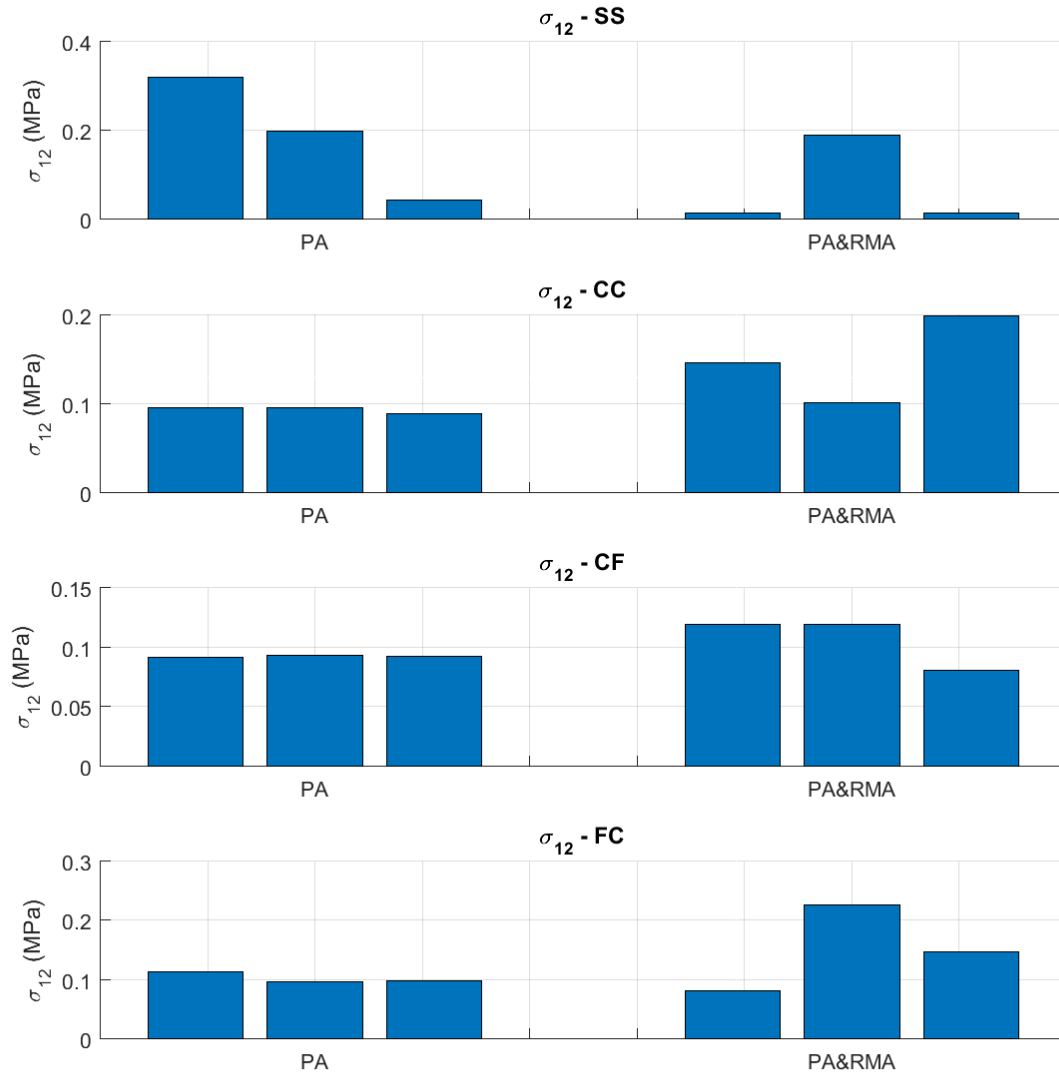 σ12 - SS
σ12 (MPa)
0.4
0.2
0
PA PA&RMA
σ12 - CC
σ12 (MPa)
0.2
0.1
0
PA PA&RMA
σ12 - CF
σ12 (MPa)
0.15
0.1
0.05
0
PA PA&RMA
σ12 - FC
σ12 (MPa)
0.3
0.2
0.1
0
PA PA&RMA